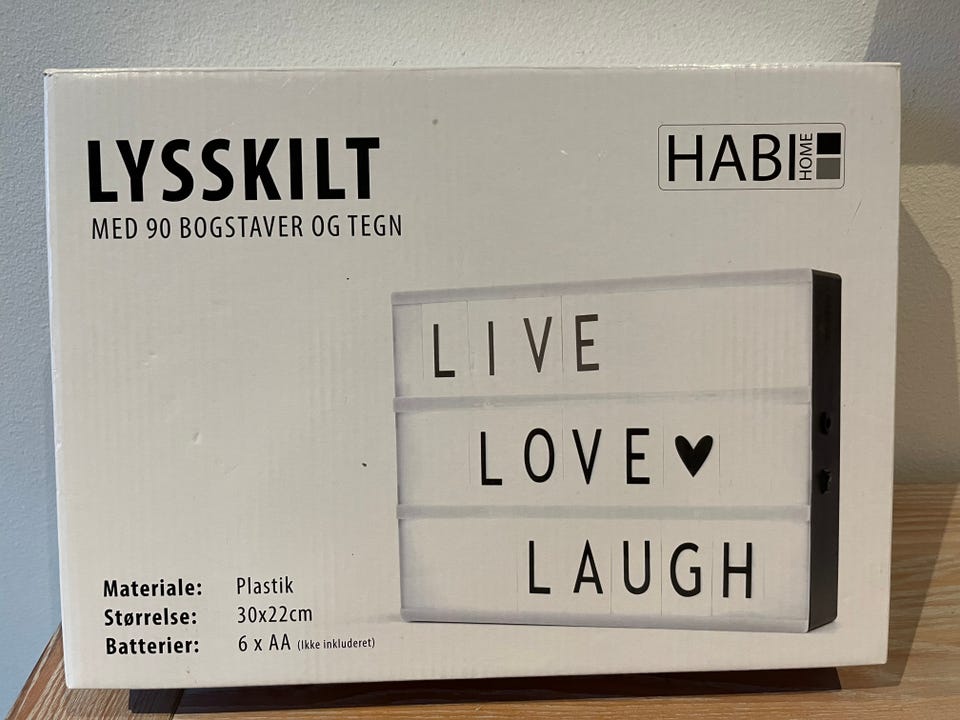 LYSSKILT
MED 90 BOGSTAVER OG TEGN
HABI HOME
LIVE
LOVE♥
LAUGH
Materiale: Plastik
Størrelse: 30x22cm
Batterier: 6 x AA (Ikke inkluderet)